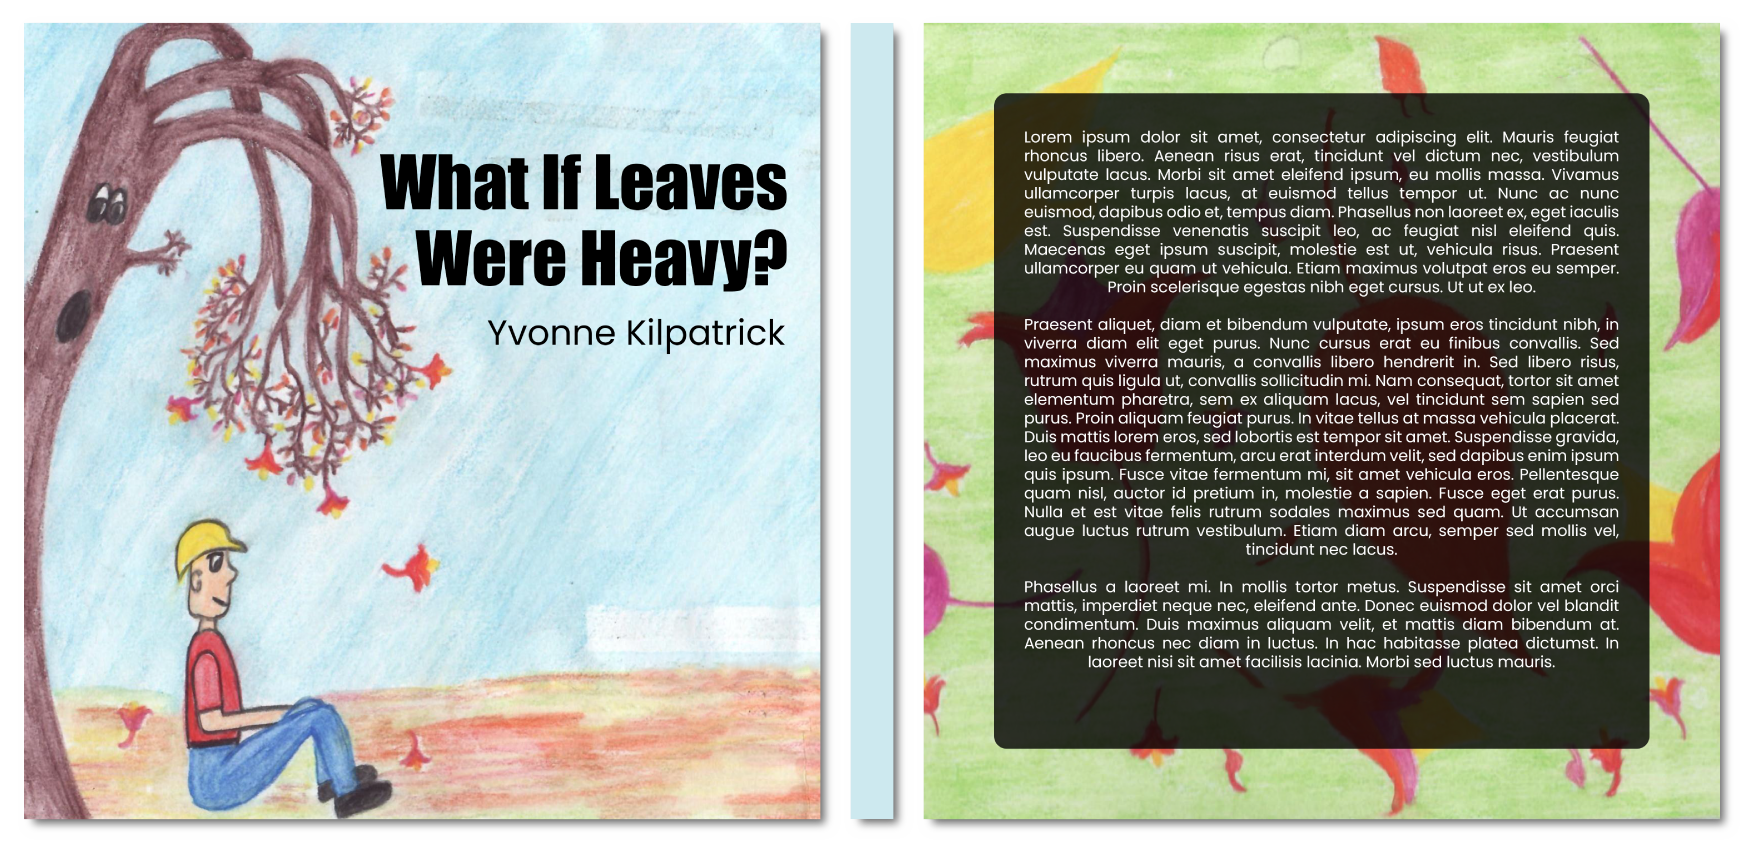 What If Leaves
Were Heavy?
Yvonne Kilpatrick
Lorem ipsum dolor sit amet, consectetur adipiscing elit. Mauris feugiat
rhoncus libero. Aenean risus erat, tincidunt vel dictum nec, vestibulum
vulputate lacus. Morbi sit amet eleifend ipsum, eu mollis massa. Vivamus
ullamcorper turpis lacus, at euismod tellus tempor ut. Nunc ac nunc
euismod, dapibus odio et, tempus diam. Phasellus non laoreet ex, eget iaculis
est. Suspendisse venenatis suscipit leo, ac feugiat nisl eleifend quis.
Maecenas eget ipsum suscipit, molestie est ut, vehicula risus. Praesent
ullamcorper eu quam ut vehicula. Etiam maximus volutpat eros eu semper.
Proin scelerisque egestas nibh eget cursus. Ut ut ex leo.
Praesent aliquet, diam et bibendum vulputate, ipsum eros tincidunt nibh, in
viverra diam elit eget purus. Nunc cursus erat eu finibus convallis. Sed
maximus viverra mauris, a convallis libero hendrerit in. Sed libero risus,
rutrum quis ligula ut, convallis sollicitudin mi. Nam consequat, tortor sit amet
elementum pharetra, sem ex aliquam lacus, vel tincidunt sem sapien sed
purus. Proin aliquam feugiat purus. In vitae tellus at massa vehicula placerat.
Duis mattis lorem eros, sed lobortis est tempor sit amet. Suspendisse gravida,
leo eu faucibus fermentum, arcu erat interdum velit, sed dapibus enim ipsum
quis ipsum. Fusce vitae fermentum mi, sit amet vehicula eros. Pellentesque
quam nisl, auctor id pretium in, molestie a sapien. Fusce eget erat purus.
Nulla et est vitae felis rutrum sodales maximus sed quam. Ut accumsan
augue luctus rutrum vestibulum. Etiam diam arcu, semper sed mollis vel,
tincidunt nec lacus.
Phasellus a laoreet mi. In mollis tortor metus. Suspendisse sit amet orci
mattis, imperdiet neque nec, eleifend ante. Donec euismod dolor vel blandit
condimentum. Duis maximus aliquam velit, et mattis diam bibendum at.
Aenean rhoncus nec diam in luctus. In hac habitasse platea dictumst. In
laoreet nisi sit amet facilisis lacinia. Morbi sed luctus mauris.